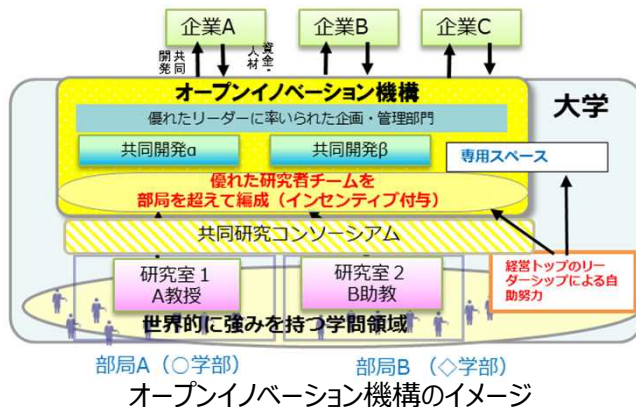 企業A
企業B
企業C
共同
開発
資金・
人材
オープンイノベーション機構
大学
優れたリーダーに率いられた企画・管理部門
共同開発α
共同開発β
専用スペース
優れた研究者チームを
部局を超えて編成（インセンティブ付与）
共同研究コンソーシアム
研究室１
A教授
研究室２
B助教
経営トップのリー
ダーシップによる自
助努力
世界的に強みを持つ学問領域
部局A（○学部）
部局B （◇学部）
オープンイノベーション機構のイメージ